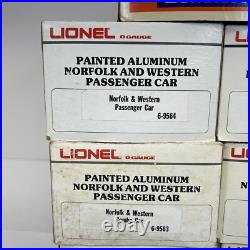 LIONEL O GAUGE
PAINTED ALUMINUM
NORFOLK AND WESTERN
PASSENGER CAR
Norfolk & Western
Passenger Car
6-9564
LIONEL O GAUGE
PAINTED ALUMINUM
NORFOLK AND WESTERN
PASSENGER CAR
Norfolk & Western
Car
6-9563